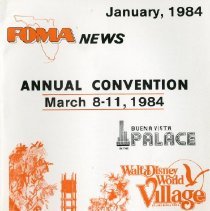 January, 1984
FOMA NEWS
ANNUAL CONVENTION
March 8-11, 1984
BUENA VISTA
PALACE
Walt Disney
World
Village